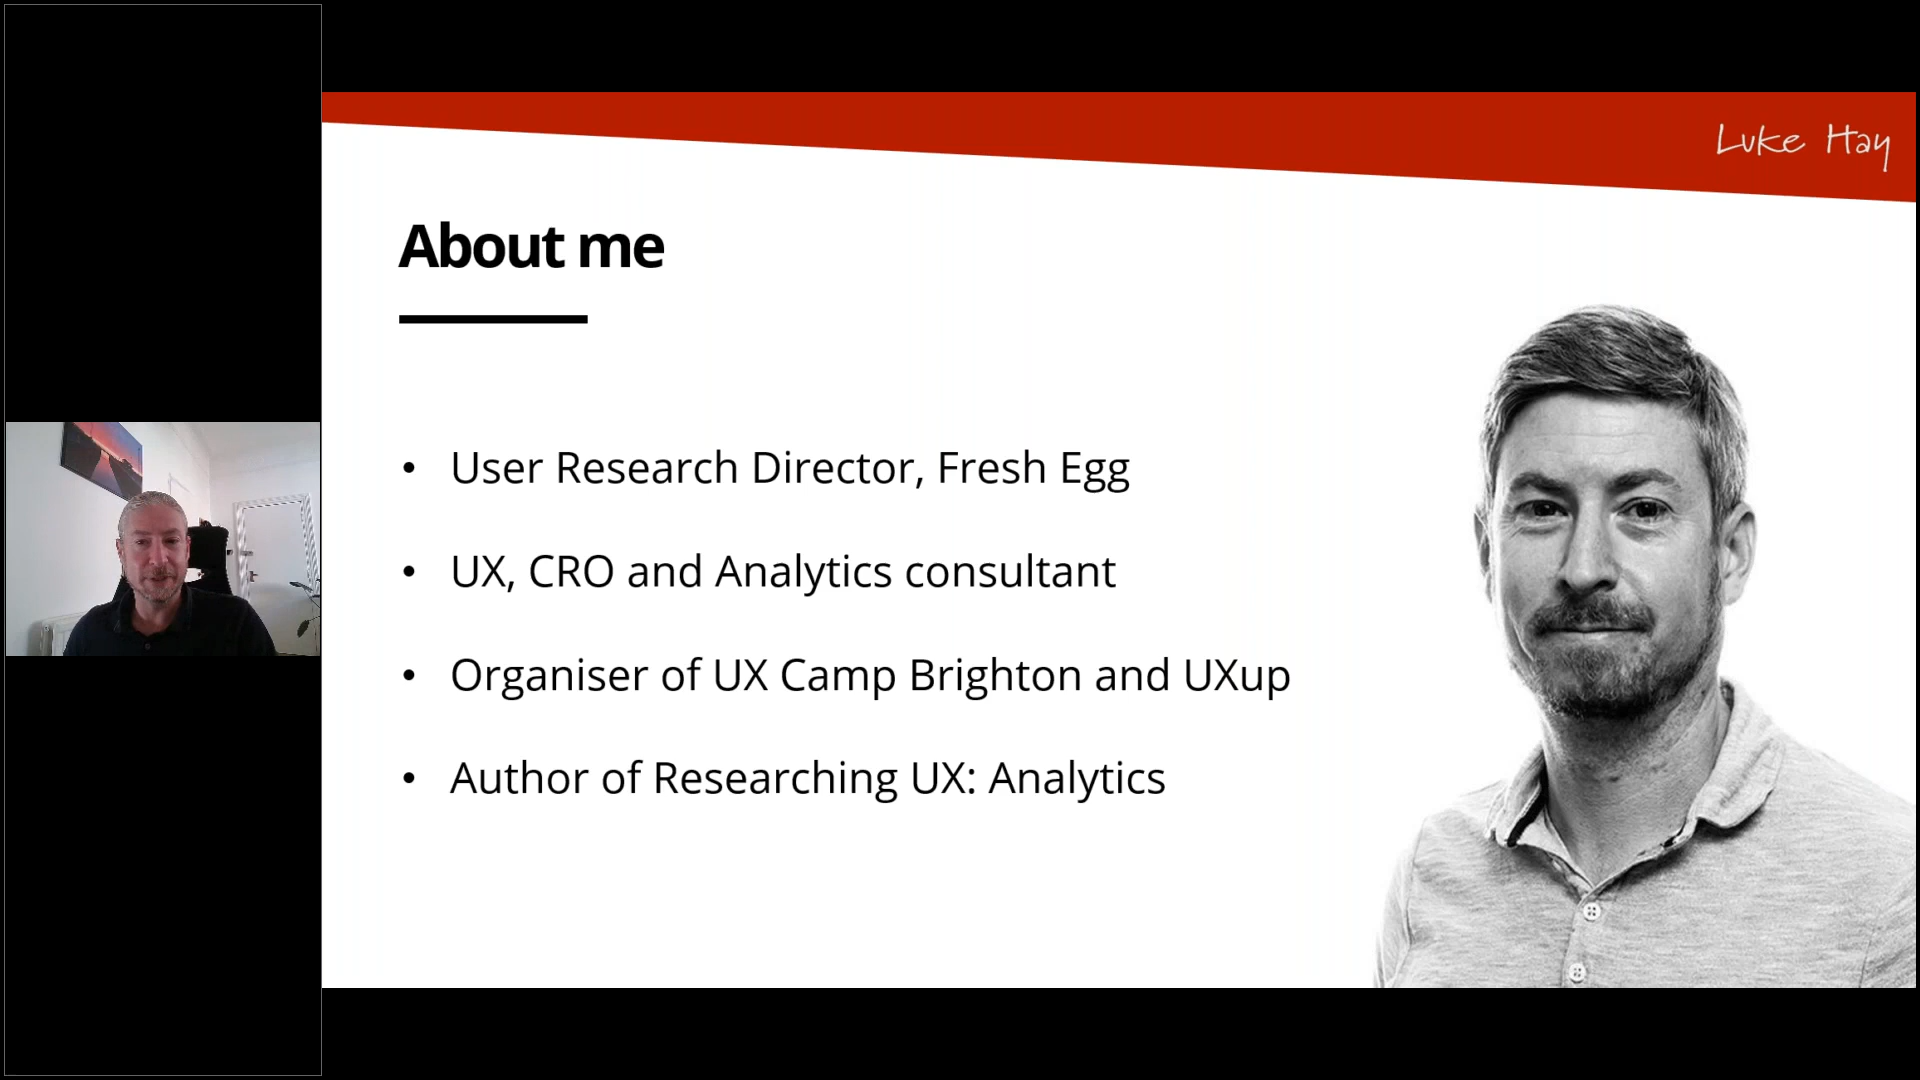 Luke Hay
About me
• User Research Director, Fresh Egg
• UX, CRO and Analytics consultant
• Organiser of UX Camp Brighton and UXup
• Author of Researching UX: Analytics